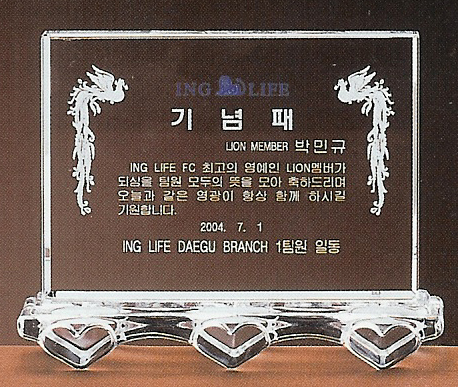 ING LIFE
기 념 패
LION MEMBER 박민규
ING LIFE FC 최고의 영예인 LION멤버가
되심을 팀원 모두의 뜻을 모아 축하드리며
오늘과 같은 영광이 항상 함께 하시길
기원합니다.
2004. 7. 1
ING LIFE DAEGU BRANCH 1팀원 일동